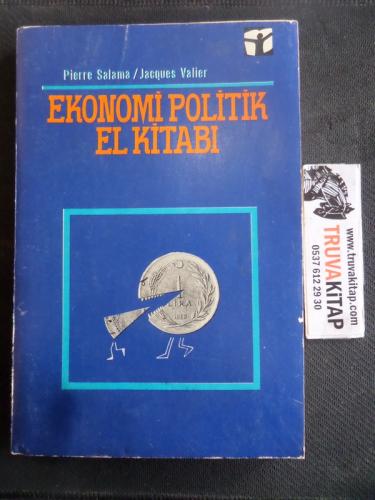 Pierre Salama/Jacques Valier
EKONOMİ POLİTİK
EL KİTABI
1
LİRA
www.truvakitap.com
TRUVAKİTAP
0537 612 29 30